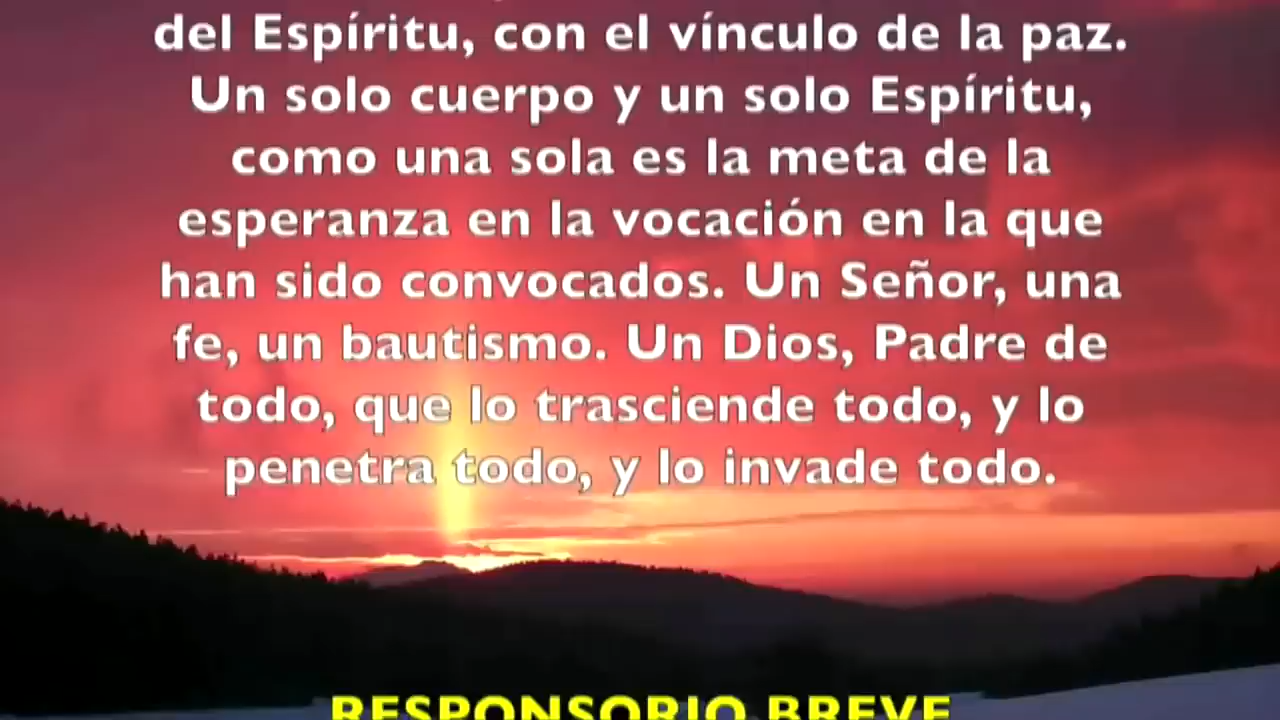 del Espíritu, con el vínculo de la paz.
Un solo cuerpo y un solo Espíritu,
como una sola es la meta de la
esperanza en la vocación en la que
han sido convocados. Un Señor, una
fe, un bautismo. Un Dios, Padre de
todo, que lo trasciende todo, y lo
penetra todo, y lo invade todo.
RESPONSORIO BREVE